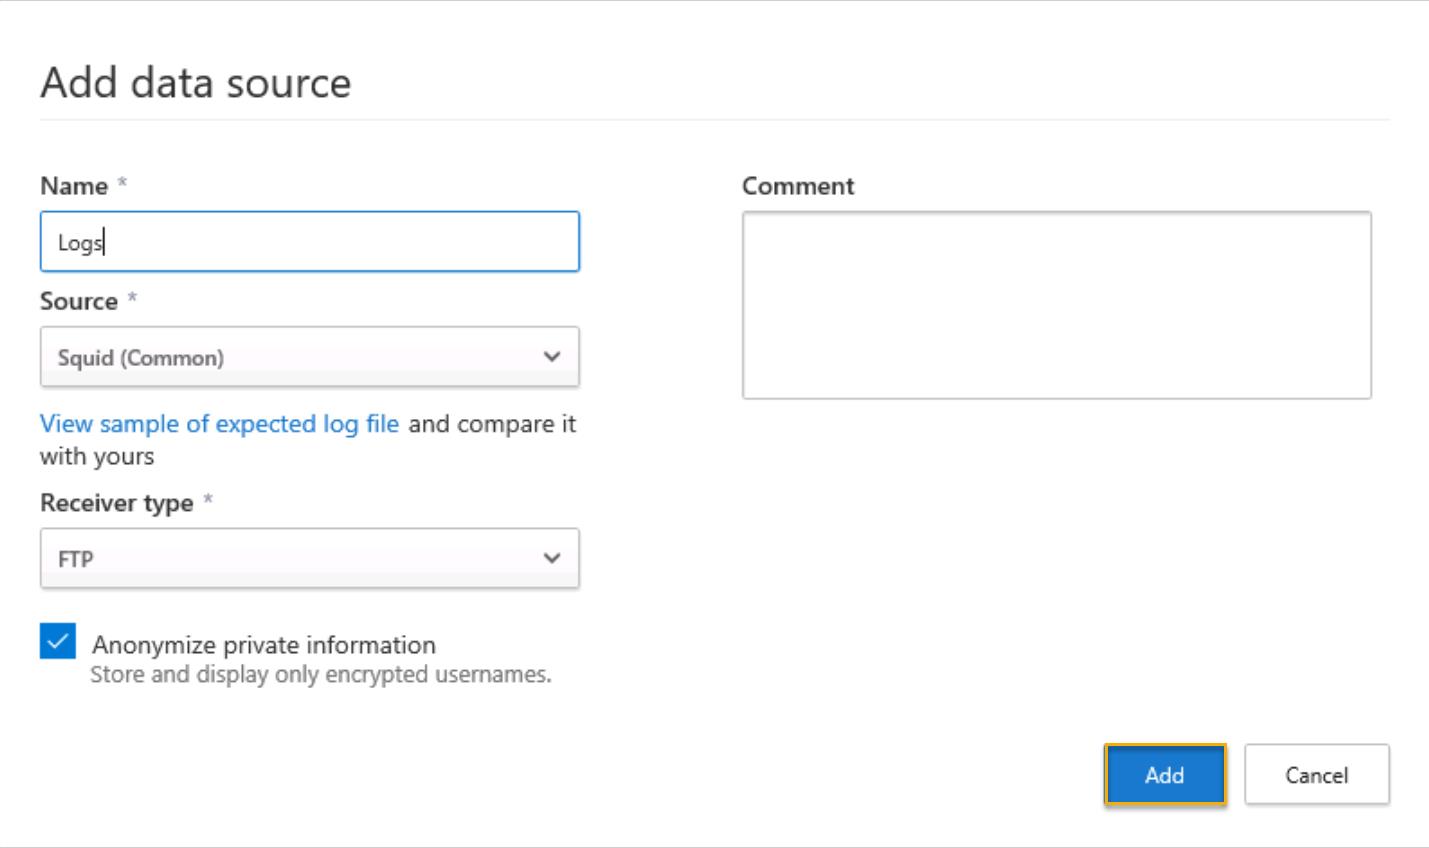 Add data source
Name *
Logs
Source *
Squid (Common)
View sample of expected log file and compare it
with yours
Receiver type *
FTP
Anonymize private information
Store and display only encrypted usernames.
Comment
Add
Cancel